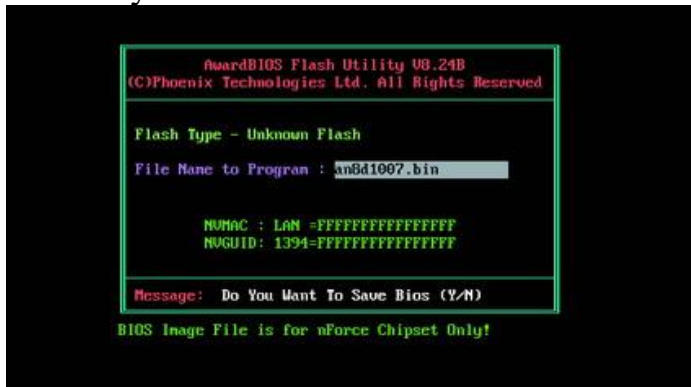 AwardBIOS Flash Utility V8.24B
(C)Phoenix Technologies Ltd. All Rights Reserved
Flash Type - Unknown Flash
File Name to Program : an8d1007.bin
NVMAC : LAN =FFFFFFFFFFFFFFFF
NVGUID: 1394=FFFFFFFFFFFFFFFF
Message: Do You Want To Save Bios (Y/N)
BIOS Image File is for nForce Chipset Only!